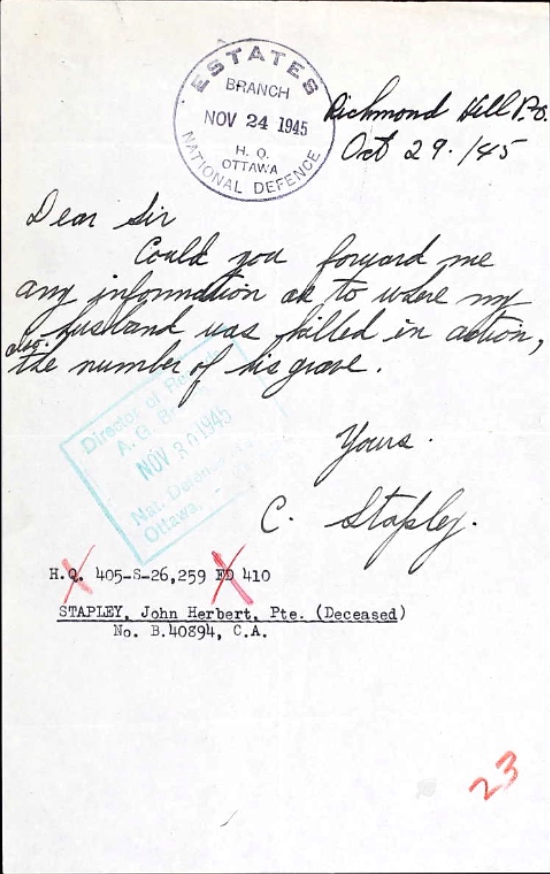 ESTATES
BRANCH
NOV 24 1945
H. Q.
OTTAWA
NATIONAL DEFENCE
Richmond Hill P.O.
Oct 29. /45
Dear Sir
Could you forward me
any information as to where my
husband was killed in action,
also.
the number of his grave.
Director of
A. G. Br
NOV 30 1945
Nat. Defence
Ottawa,
Yours.
C. Stapley.
H.Q. 405-S-26,259 FD 410
STAPLEY, John Herbert, Pte. (Deceased)
No. B.40894, C.A.
23